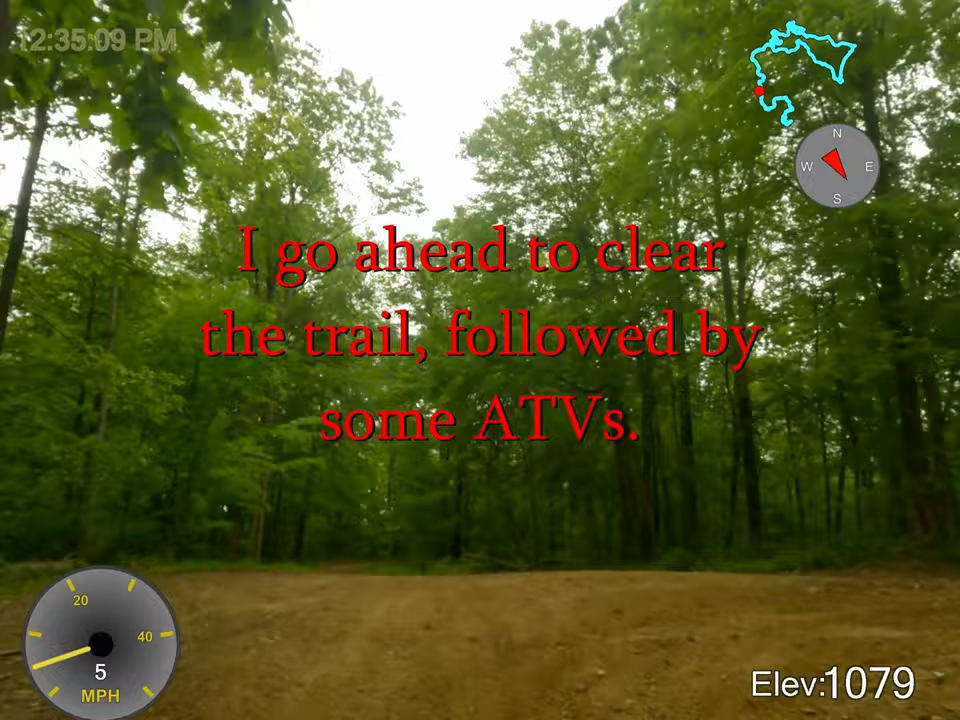 12:35:09 PM
N
W E
S
I go ahead to clear
the trail, followed by
some ATVs.
20
40
5
MPH
Elev:1079